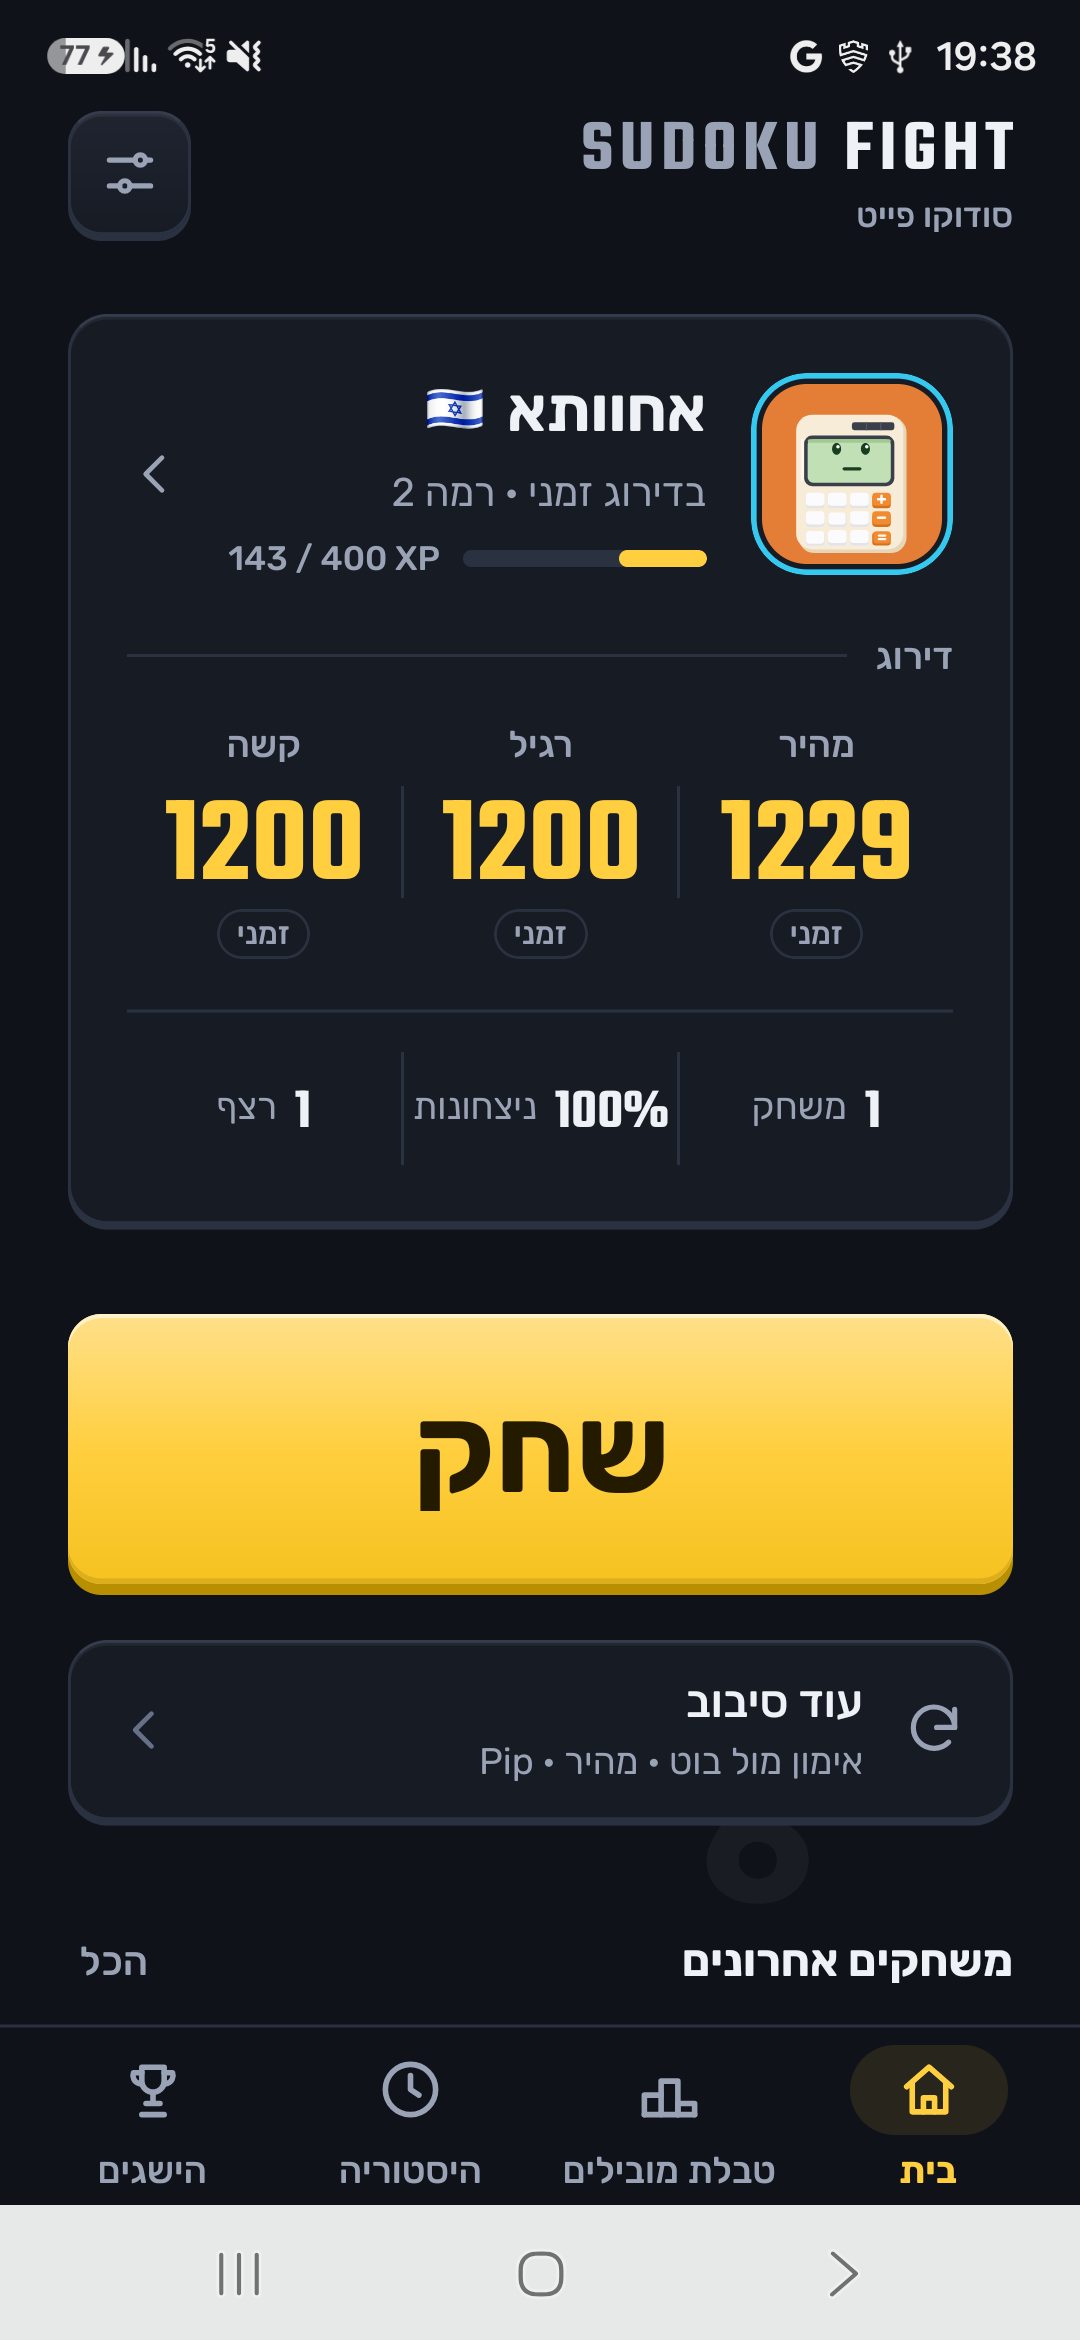 77
5
19:38
SUDOKU FIGHT
סודוקו פייט
אחוותא 🇮🇱
בדירוג זמני • רמה 2
143 / 400 XP
דירוג
מהיר
רגיל
קשה
1229
1200
1200
זמני
זמני
זמני
1 משחק
100% ניצחונות
1 רצף
שחק
עוד סיבוב
אימון מול בוט • מהיר • Pip
משחקים אחרונים
הכל
בית
טבלת מובילים
היסטוריה
הישגים